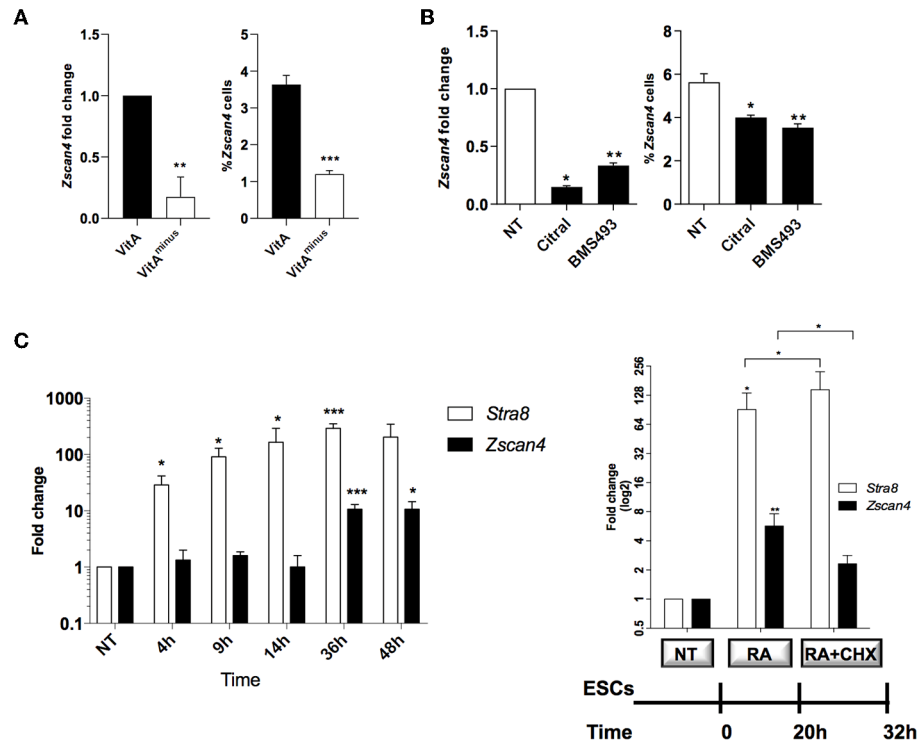 A
Zscan4 fold change
1.0
0.5
0.0
**
VitA
VitA minus
%Zscan4 cells
5
4
3
2
1
0
***
VitA
VitA minus
B
Zscan4 fold change
1.5
1.0
0.5
0.0
*
**
NT
Citral
BMS493
% Zscan4 cells
8
6
4
2
0
*
**
NT
Citral
BMS493
C
Fold change
1000
100
10
1
0.1
*
*
*
***
***
*
NT
4h
9h
14h
36h
48h
Time
Stra8
Zscan4
Fold change
(log2)
256
128
64
32
16
8
4
2
1
0.5
*
*
*
**
Stra8
Zscan4
NT
RA
RA+CHX
ESCs
Time
0
20h
32h